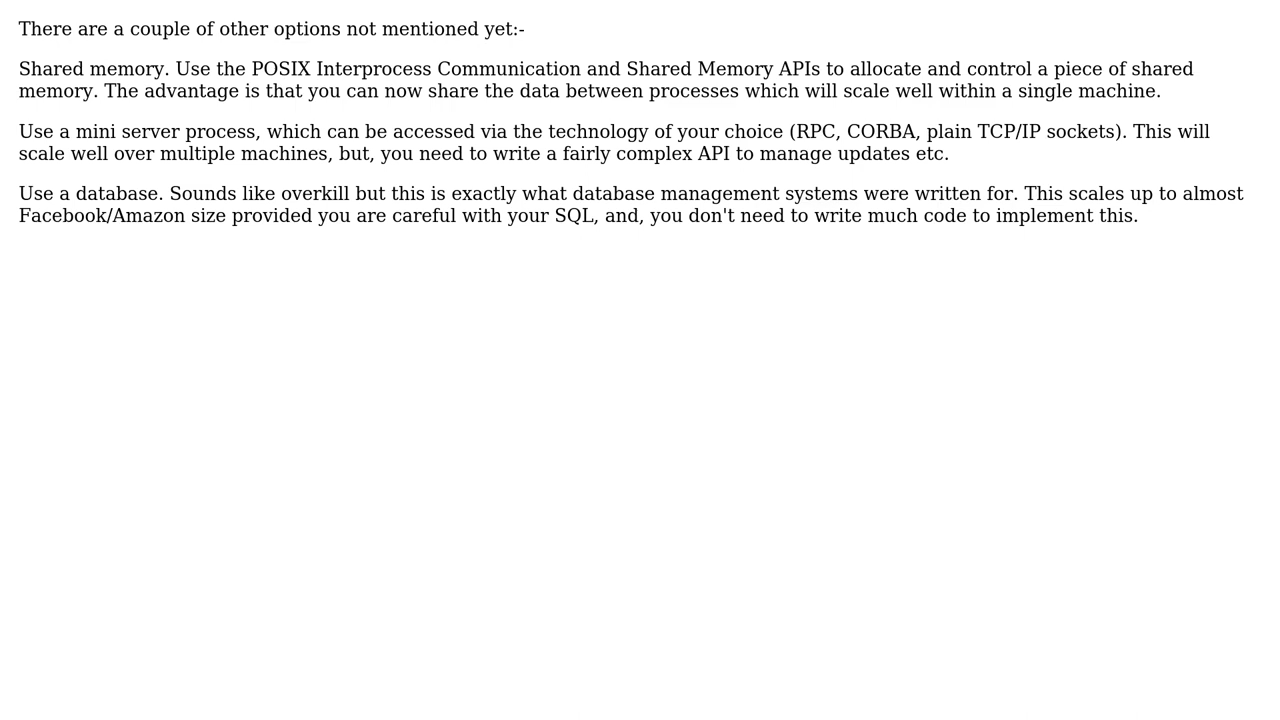 There are a couple of other options not mentioned yet:-
Shared memory. Use the POSIX Interprocess Communication and Shared Memory APIs to allocate and control a piece of shared
memory. The advantage is that you can now share the data between processes which will scale well within a single machine.
Use a mini server process, which can be accessed via the technology of your choice (RPC, CORBA, plain TCP/IP sockets). This will
scale well over multiple machines, but, you need to write a fairly complex API to manage updates etc.
Use a database. Sounds like overkill but this is exactly what database management systems were written for. This scales up to almost
Facebook/Amazon size provided you are careful with your SQL, and, you don't need to write much code to implement this.